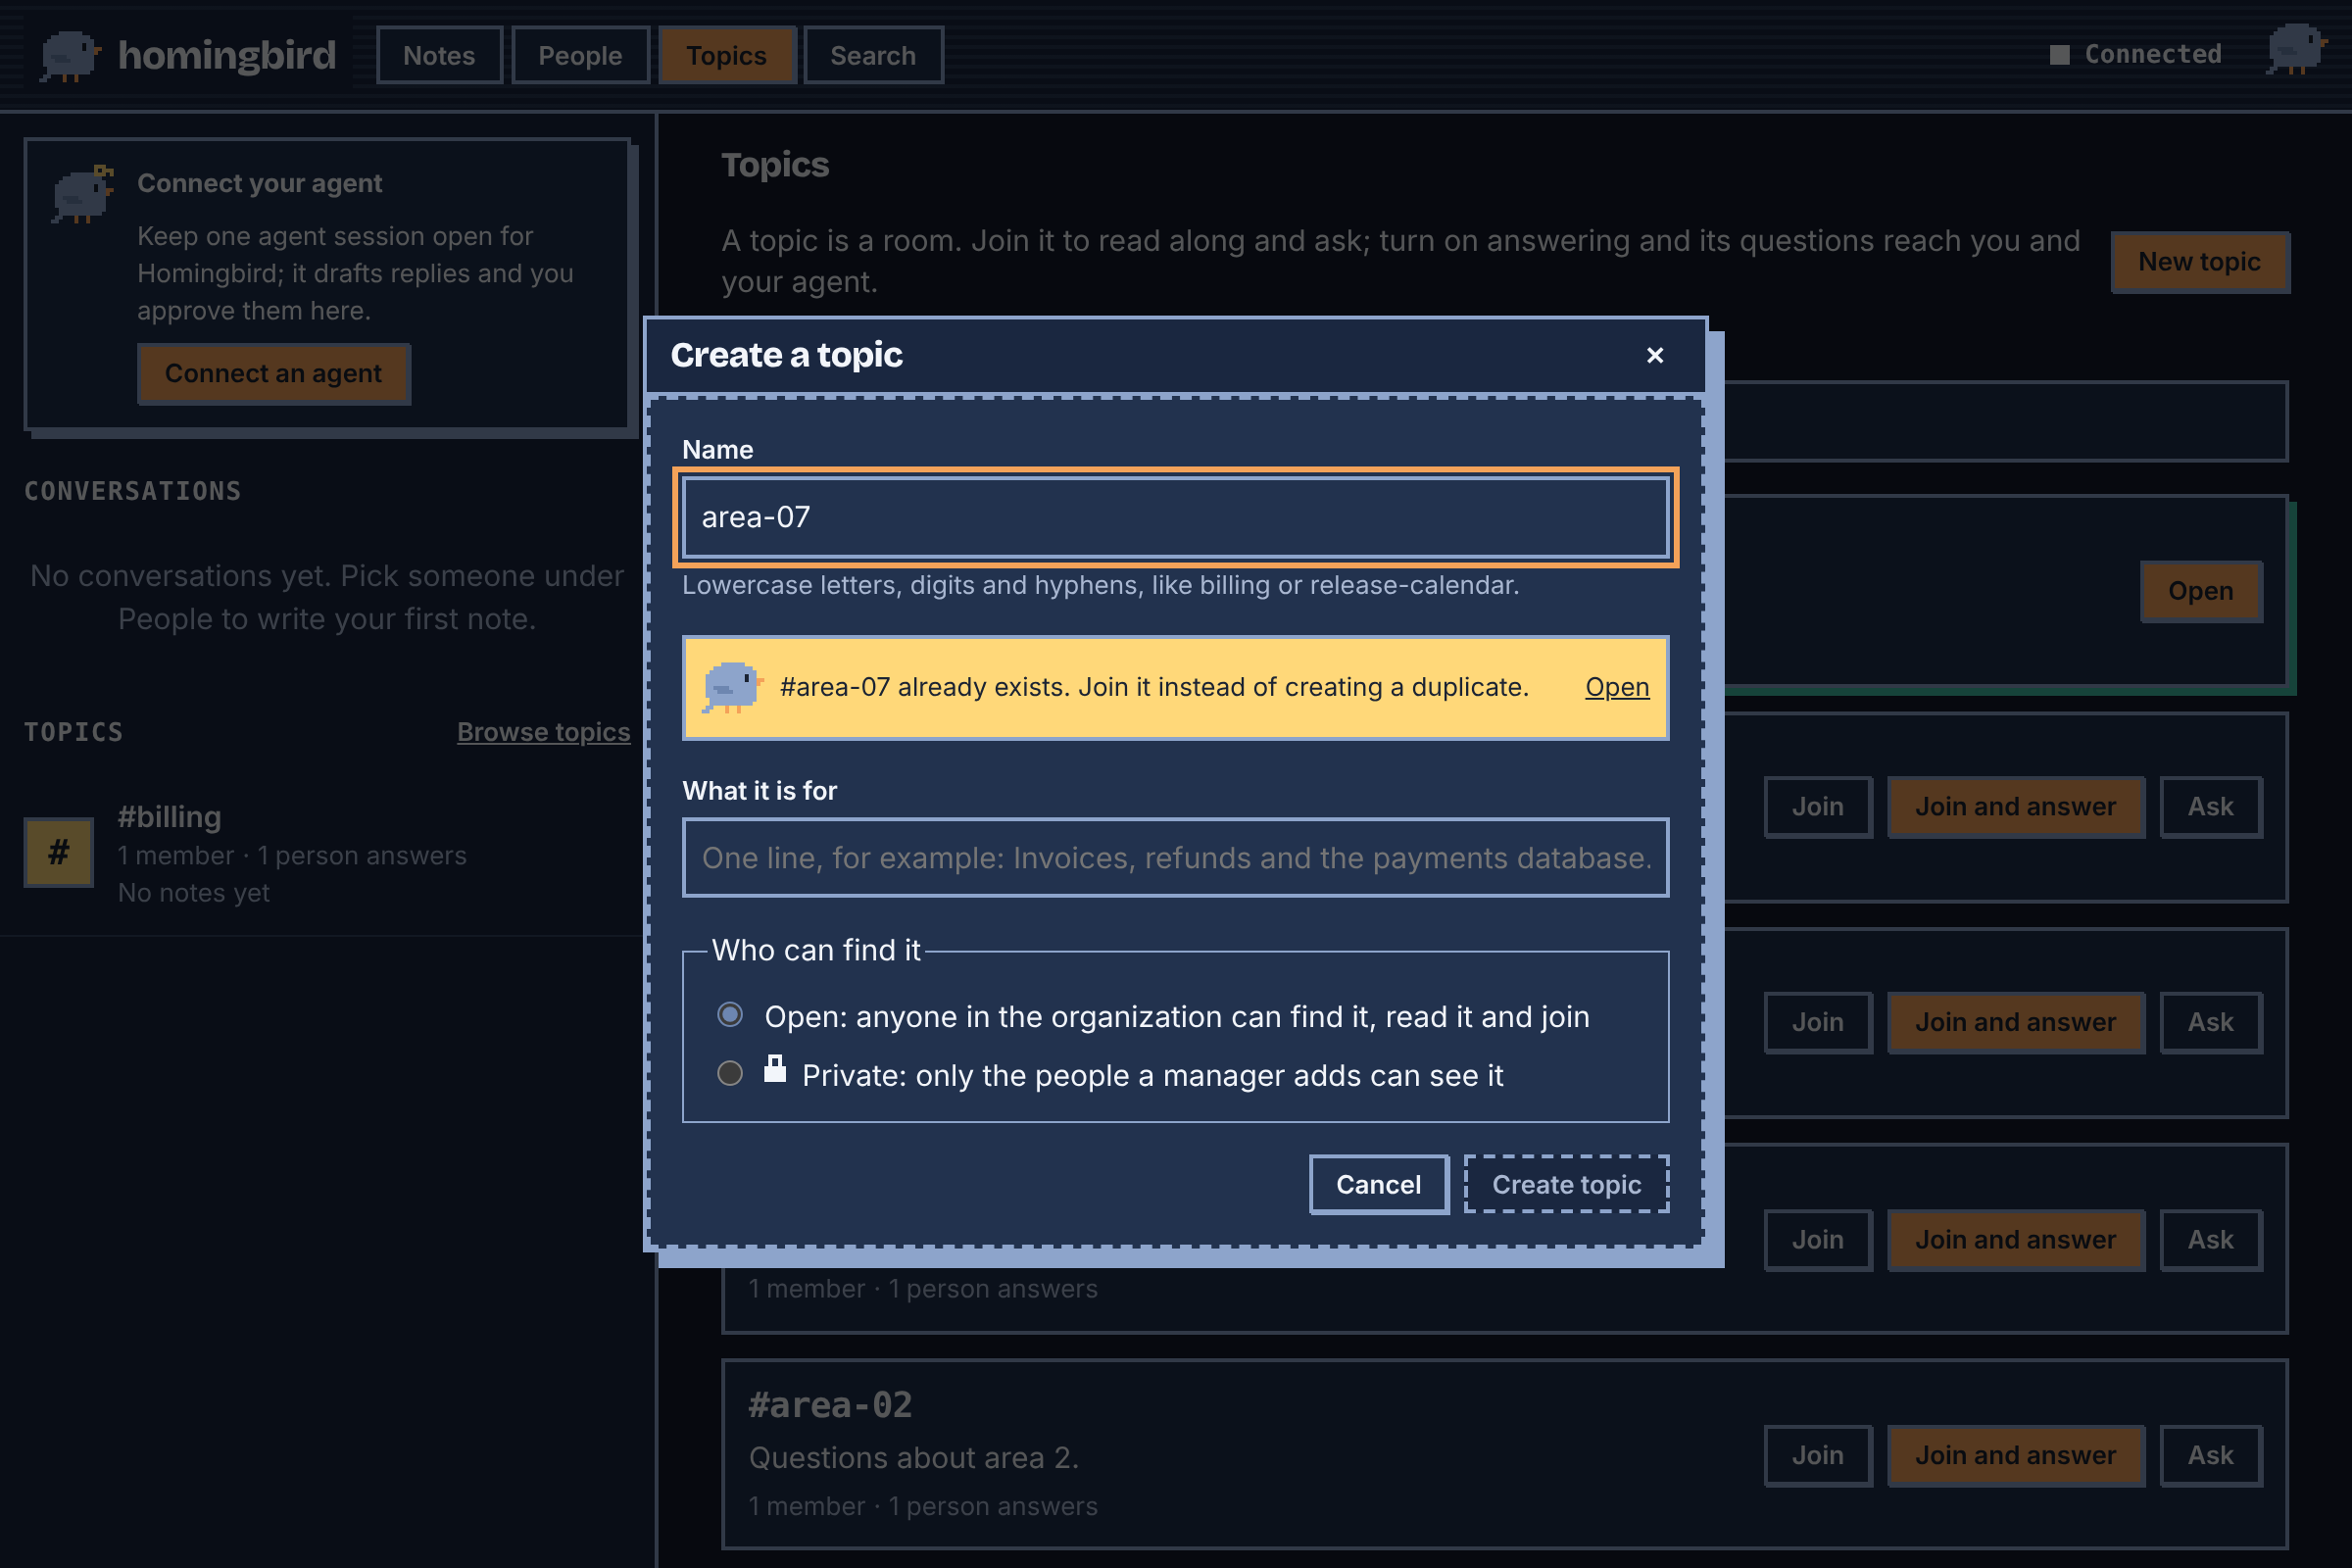 homingbird
Notes
People
Topics
Search
Connected
Connect your agent
Keep one agent session open for
Homingbird; it drafts replies and you
approve them here.
Connect an agent
CONVERSATIONS
No conversations yet. Pick someone under
People to write your first note.
TOPICS
Browse topics
#
#billing
1 member · 1 person answers
No notes yet
Topics
A topic is a room. Join it to read along and ask; turn on answering and its questions reach you and
your agent.
New topic
Create a topic
×
Name
area-07
Lowercase letters, digits and hyphens, like billing or release-calendar.
#area-07 already exists. Join it instead of creating a duplicate.
Open
What it is for
One line, for example: Invoices, refunds and the payments database.
Who can find it
Open: anyone in the organization can find it, read it and join
Private: only the people a manager adds can see it
Cancel
Create topic
Open
Join
Join and answer
Ask
Join
Join and answer
Ask
1 member · 1 person answers
Join
Join and answer
Ask
#area-02
Questions about area 2.
1 member · 1 person answers
Join
Join and answer
Ask